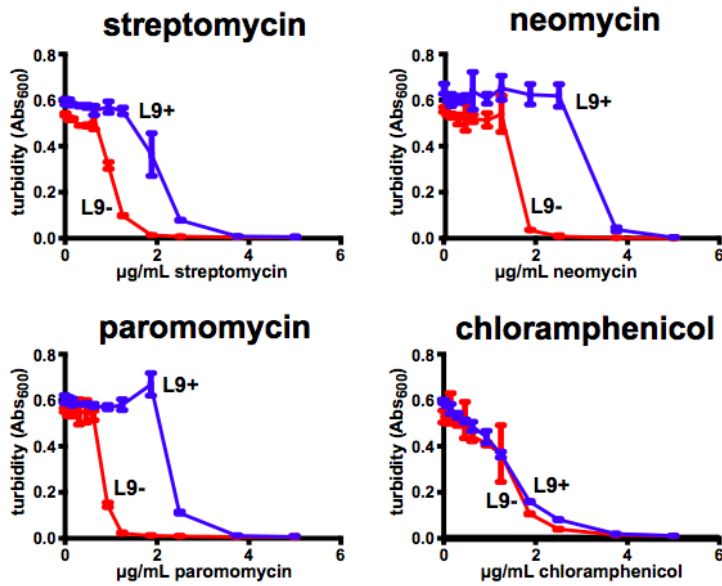 streptomycin
turbidity (Abs600)
0.8
0.6
0.4
0.2
0.0
L9+
L9-
0 2 4 6
µg/mL streptomycin
neomycin
turbidity (Abs600)
0.8
0.6
0.4
0.2
0.0
L9+
L9-
0 2 4 6
µg/mL neomycin
paromomycin
turbidity (Abs600)
0.8
0.6
0.4
0.2
0.0
L9+
L9-
0 2 4 6
µg/mL paromomycin
chloramphenicol
turbidity (Abs600)
0.8
0.6
0.4
0.2
0.0
L9- L9+
0 2 4 6
µg/mL chloramphenicol